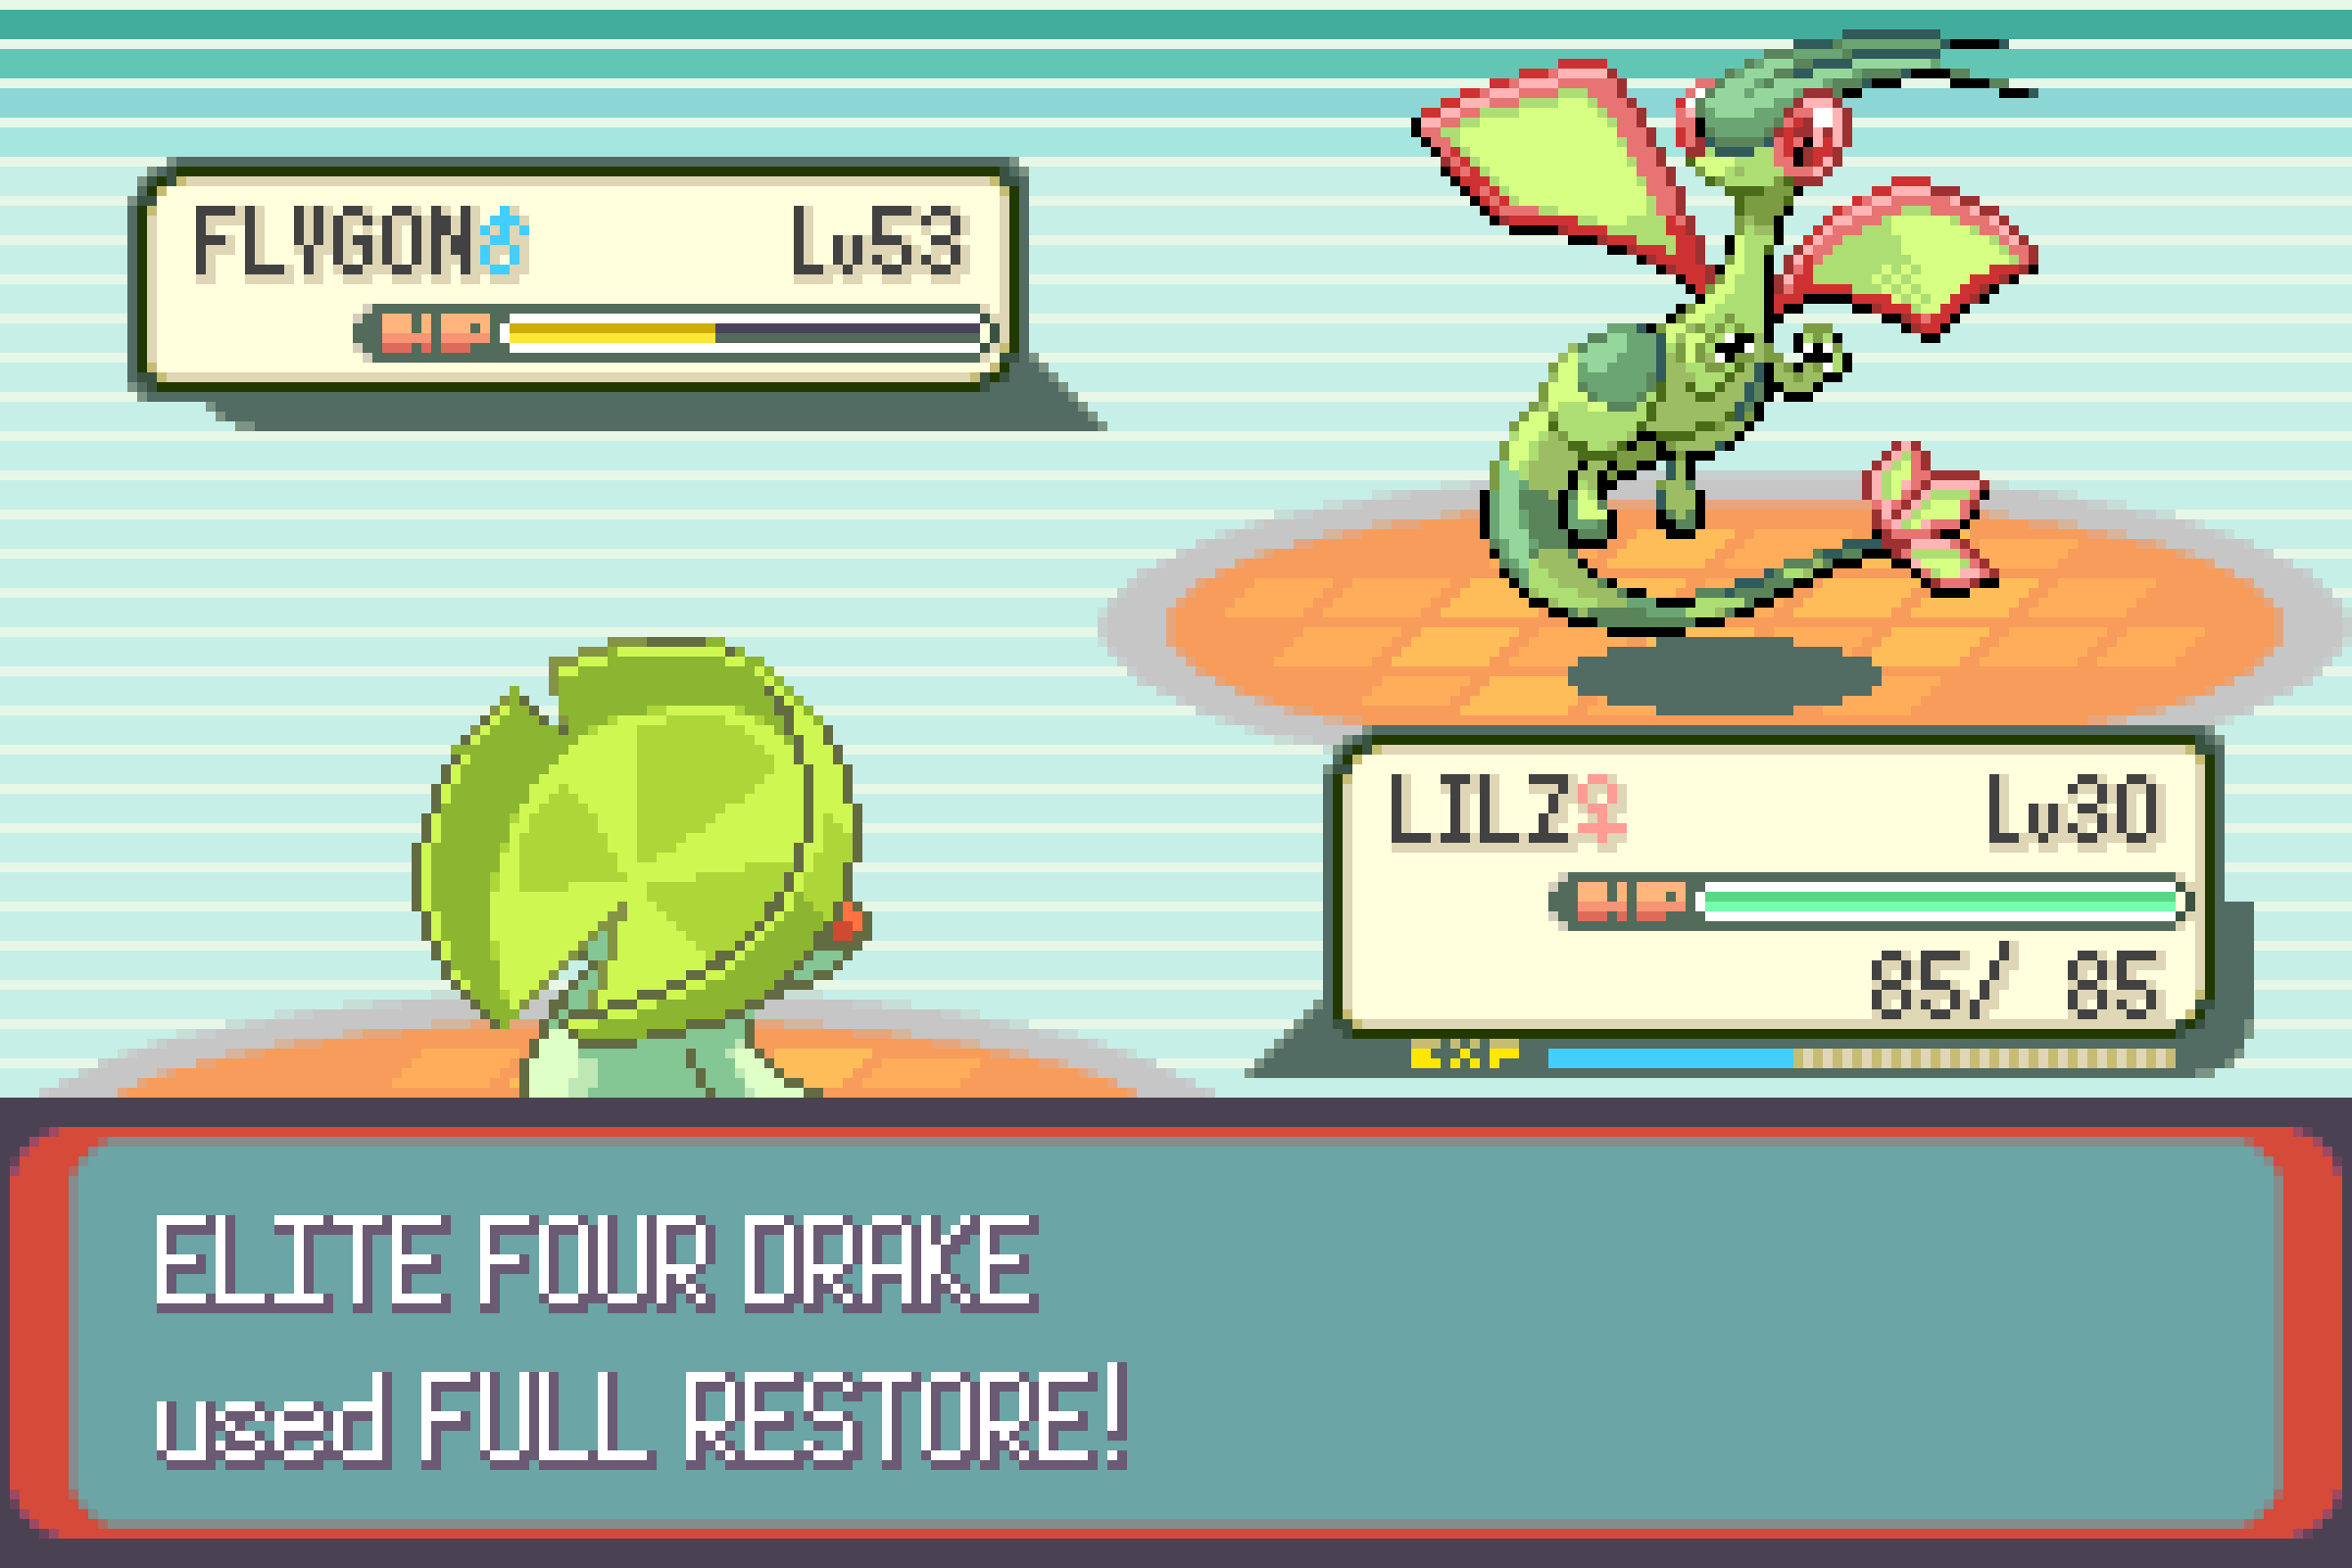 FLYGON♂ Lv53
HP
LILZ♀ Lv30
HP
85/ 85
EXP
ELITE FOUR DRAKE
used FULL RESTORE!